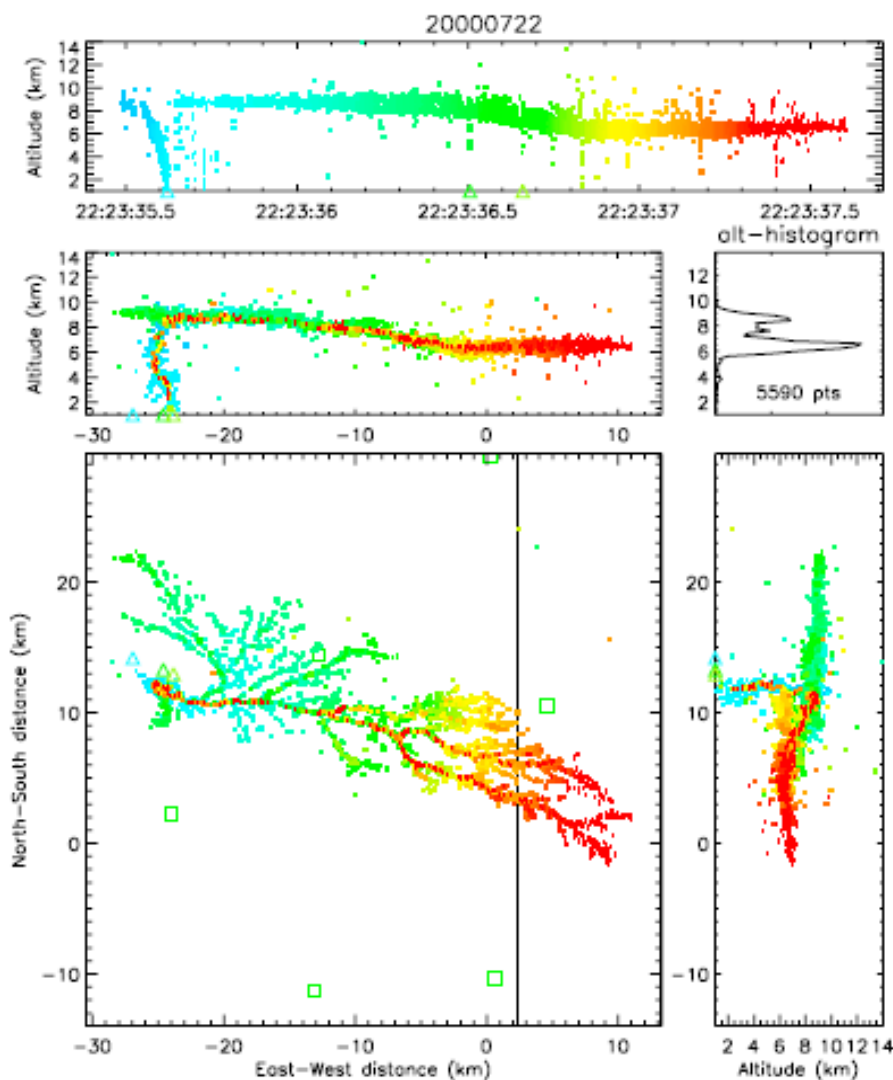 20000722
Altitude (km)
14
12
10
8
6
4
2
22:23:35.5 22:23:36 22:23:36.5 22:23:37 22:23:37.5
alt-histogram
Altitude (km)
14
12
10
8
6
4
2
-30 -20 -10 0 10
14
12
10
8
6
4
2
5590 pts
North-South distance (km)
20
10
0
-10
-30 -20 -10 0 10
East-West distance (km)
20
10
0
-10
2 4 6 8 10 12 14
Altitude (km)